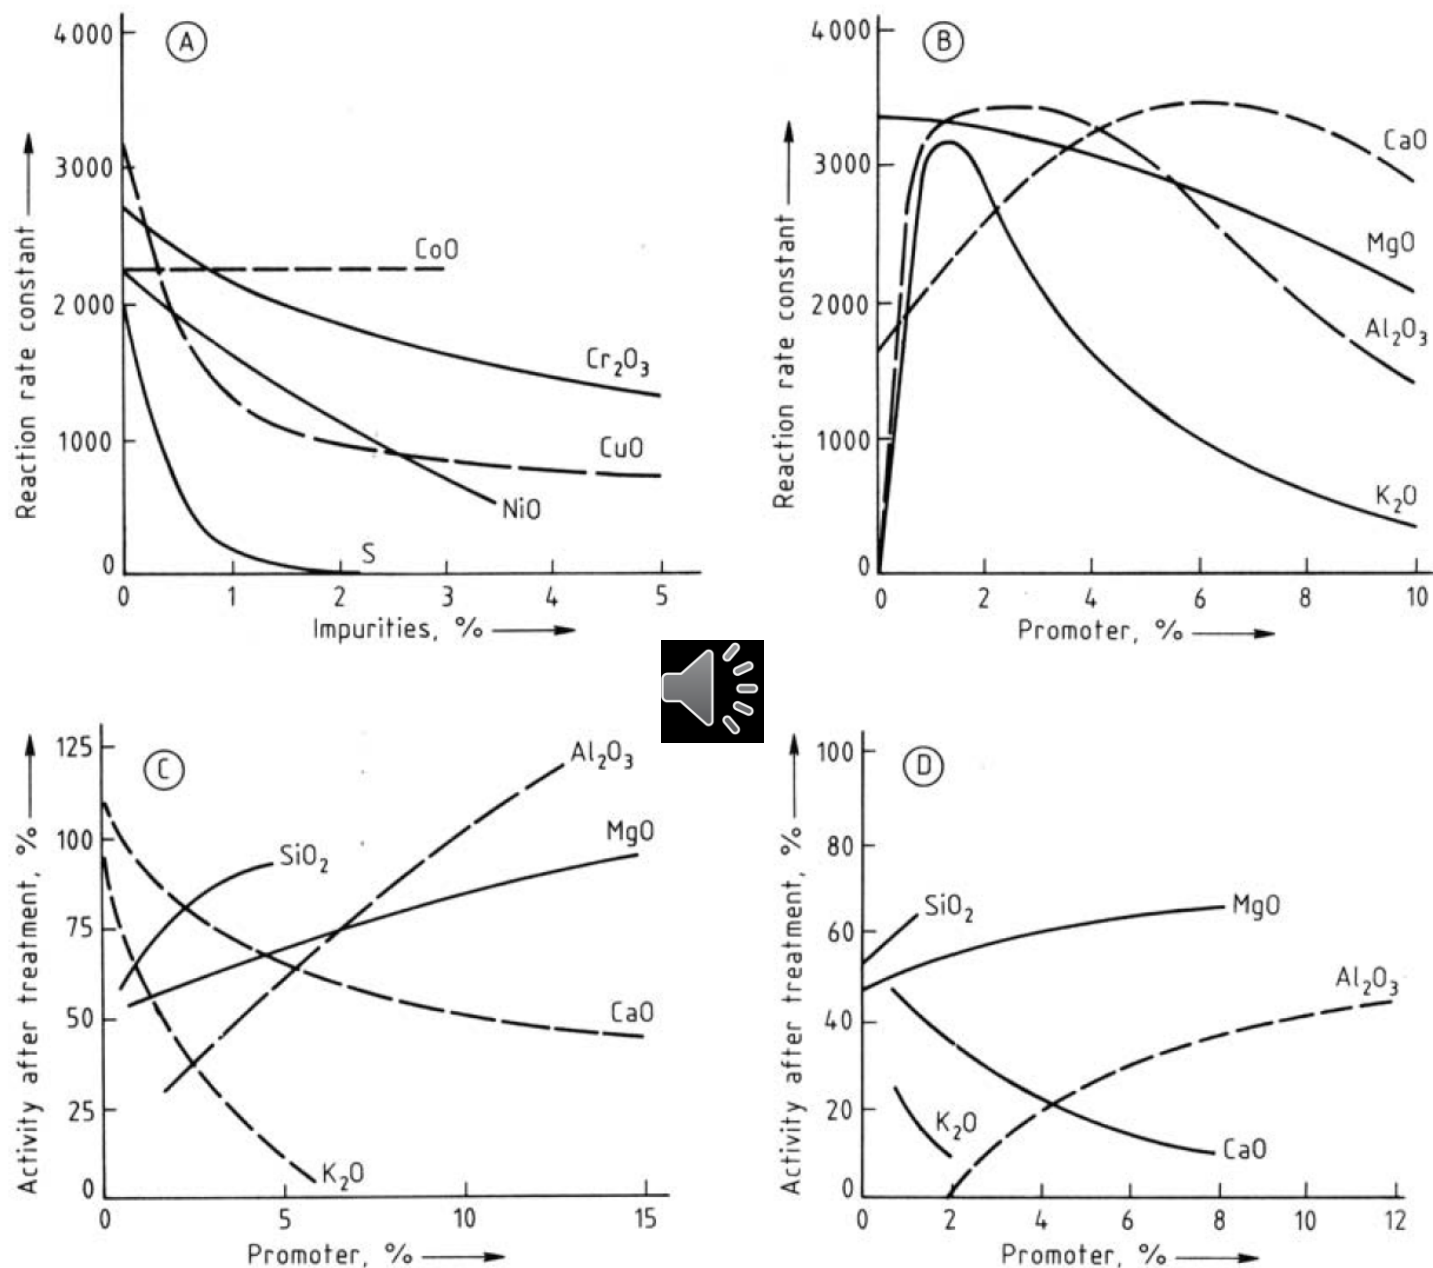 A
Reaction rate constant
4000
3000
2000
1000
0
CoO
Cr₂O₃
CuO
NiO
S
0 1 2 3 4 5
Impurities, %
B
Reaction rate constant
4000
3000
2000
1000
0
CaO
MgO
Al₂O₃
K₂O
0 2 4 6 8 10
Promoter, %
C
Activity after treatment, %
125
100
75
50
25
0
Al₂O₃
MgO
SiO₂
CaO
K₂O
0 5 10 15
Promoter, %
D
Activity after treatment, %
100
80
60
40
20
0
SiO₂
MgO
Al₂O₃
K₂O
CaO
0 2 4 6 8 10 12
Promoter, %